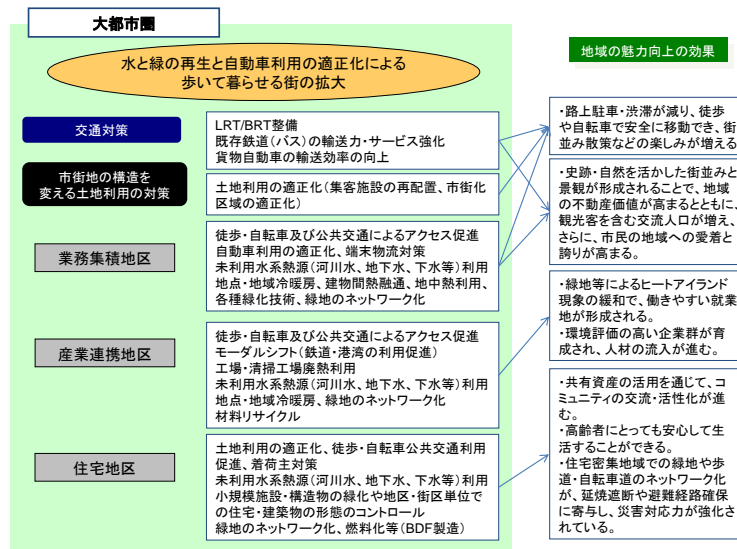 大都市圏
水と緑の再生と自動車利用の適正化による
歩いて暮らせる街の拡大
地域の魅力向上の効果
交通対策
LRT/BRT整備
既存鉄道(バス)の輸送力・サービス強化
貨物自動車の輸送効率の向上
市街地の構造を
変える土地利用の対策
土地利用の適正化(集客施設の再配置、市街化
区域の適正化)
業務集積地区
徒歩・自転車及び公共交通によるアクセス促進
自動車利用の適正化、端末物流対策
未利用水系熱源(河川水、地下水、下水等)利用
地点・地域冷暖房、建物間熱融通、地中熱利用、
各種緑化技術、緑地のネットワーク化
産業連携地区
徒歩・自転車及び公共交通によるアクセス促進
モーダルシフト(鉄道・港湾の利用促進)
工場・清掃工場廃熱利用
未利用水系熱源(河川水、地下水、下水等)利用
地点・地域冷暖房、緑地のネットワーク化
材料リサイクル
住宅地区
土地利用の適正化、徒歩・自転車公共交通利用
促進、着荷主対策
未利用水系熱源(河川水、地下水、下水等)利用
小規模施設・構造物の緑化や地区・街区単位で
の住宅・建築物の形態のコントロール
緑地のネットワーク化、燃料化等(BDF製造)
・路上駐車・渋滞が減り、徒歩
や自転車で安全に移動でき、街
並み散策などの楽しみが増える
・史跡・自然を活かした街並みと
景観が形成されることで、地域
の不動産価値が高まるとともに、
観光客を含む交流人口が増え、
さらに、市民の地域への愛着と
誇りが高まる。
・緑地等によるヒートアイランド
現象の緩和で、働きやすい就業
地が形成される。
・環境評価の高い企業群が育
成され、人材の流入が進む。
・共有資産の活用を通じて、コ
ミュニティの交流・活性化が進
む。
・高齢者にとっても安心して生
活することができる。
・住宅密集地域での緑地や歩
道・自転車道のネットワーク化
が、延焼遮断や避難経路確保
に寄与し、災害対応力が強化さ
れている。